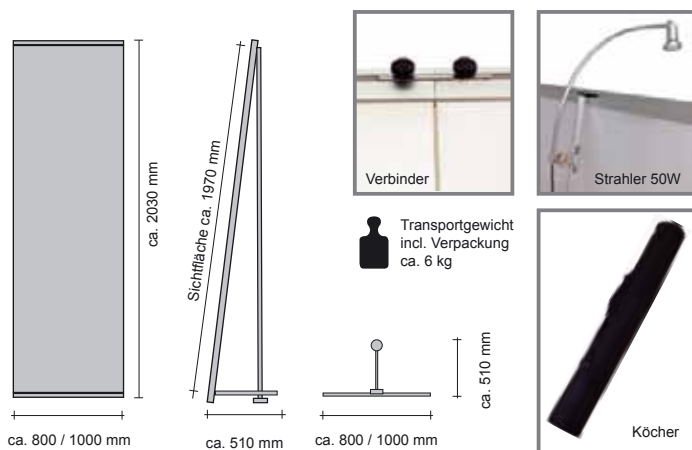 ca. 2030 mm
ca. 800 / 1000 mm
Sichtfläche ca. 1970 mm
ca. 510 mm
Verbinder
Strahler 50W
Transportgewicht
incl. Verpackung
ca. 6 kg
ca. 510 mm
ca. 800 / 1000 mm
Köcher